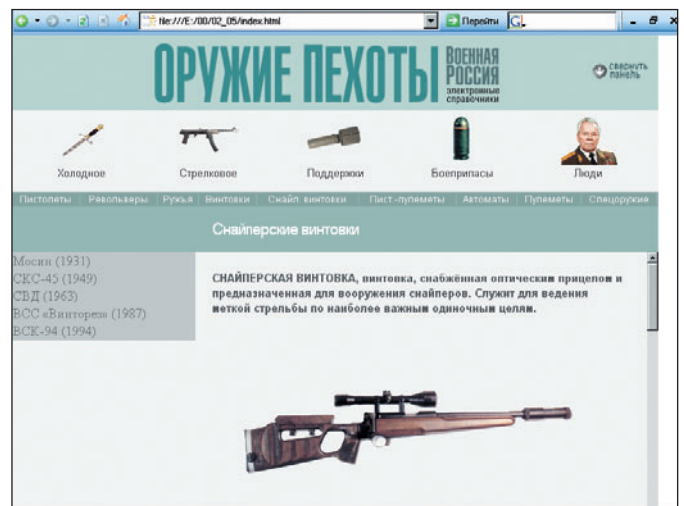 file:///E:/00/02_05/index.html Перейти
ОРУЖИЕ ПЕХОТЫ
ВОЕННАЯ
РОССИЯ
электронные
справочники
свернуть
панель
Холодное Стрелковое Поддержки Боеприпасы Люди
Пистолеты Револьверы Ружья Винтовки Снайп. винтовки Пист.-пулеметы Автоматы Пулеметы Спецоружие
Снайперские винтовки
Мосин (1931)
СКС-45 (1949)
СВД (1963)
ВСС «Винторез» (1987)
ВСК-94 (1994)
СНАЙПЕРСКАЯ ВИНТОВКА, винтовка, снабжённая оптическим прицелом и
предназначенная для вооружения снайперов. Служит для ведения
меткой стрельбы по наиболее важным одиночным целям.